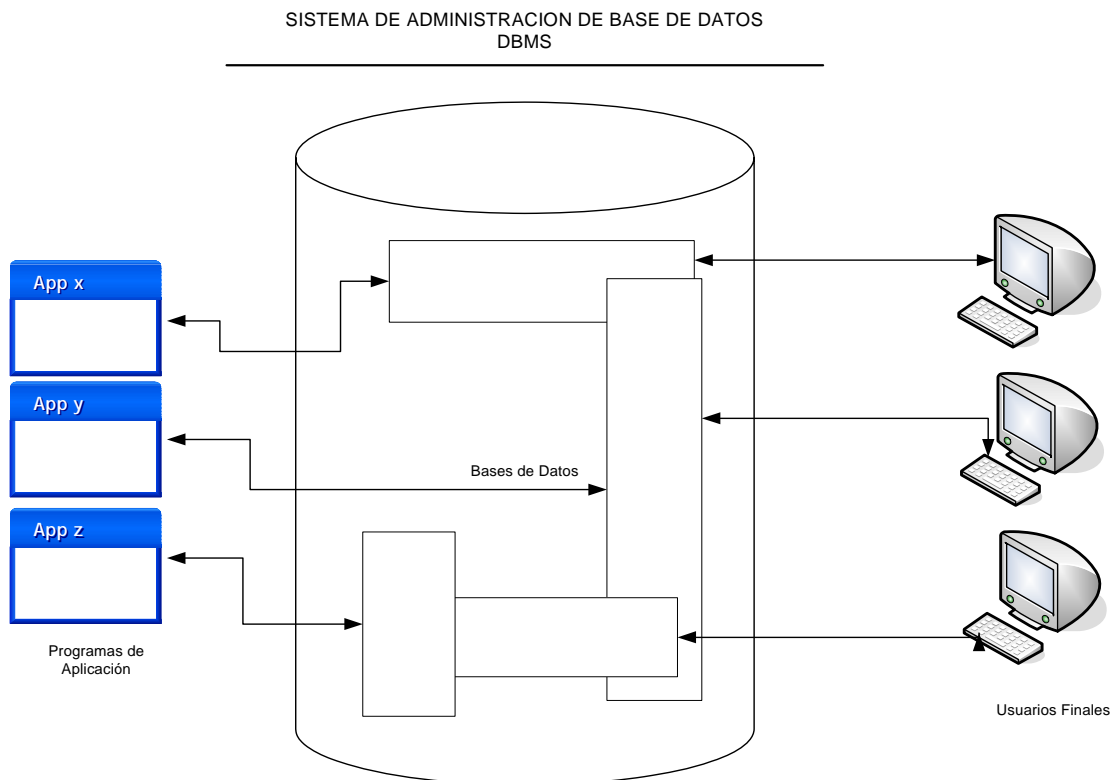 SISTEMA DE ADMINISTRACION DE BASE DE DATOS
DBMS
App x
App y
Bases de Datos
App z
Programas de
Aplicación
Usuarios Finales